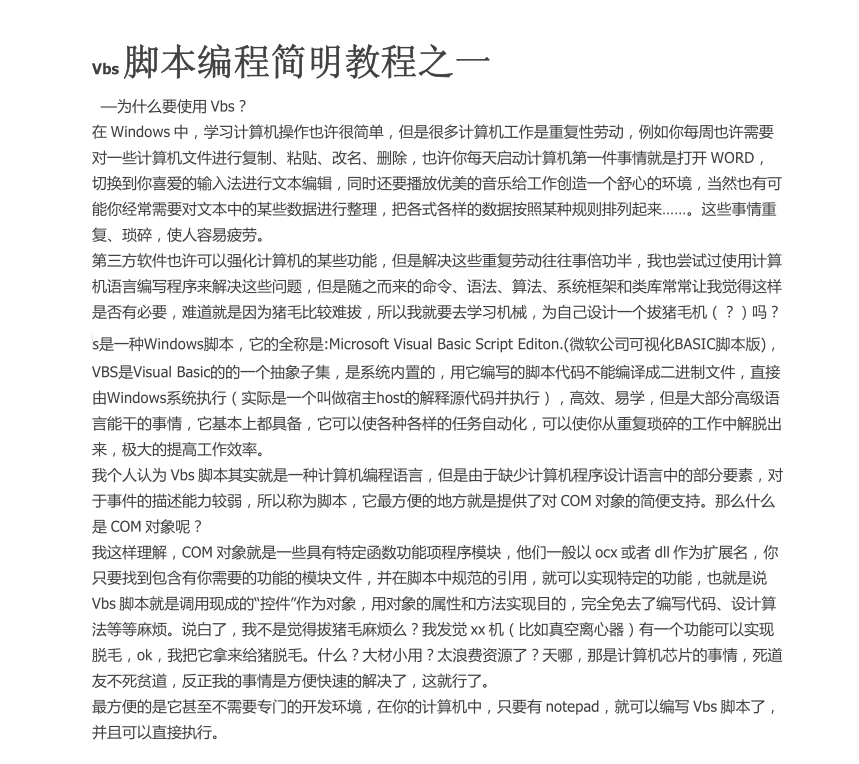 Vbs 脚本编程简明教程之一
—为什么要使用 Vbs？
在 Windows 中，学习计算机操作也许很简单，但是很多计算机工作是重复性劳动，例如你每周也许需要
对一些计算机文件进行复制、粘贴、改名、删除，也许你每天启动计算机第一件事情就是打开 WORD，
切换到你喜爱的输入法进行文本编辑，同时还要播放优美的音乐给工作创造一个舒心的环境，当然也有可
能你经常需要对文本中的某些数据进行整理，把各式各样的数据按照某种规则排列起来……。这些事情重
复、琐碎，使人容易疲劳。
第三方软件也许可以强化计算机的某些功能，但是解决这些重复劳动往往事倍功半，我也尝试过使用计算
机语言编写程序来解决这些问题，但是随之而来的命令、语法、算法、系统框架和类库常常让我觉得这样
是否有必要，难道就是因为猪毛比较难拔，所以我就要去学习机械，为自己设计一个拔猪毛机（？）吗？
s是一种Windows脚本，它的全称是:Microsoft Visual Basic Script Editon.(微软公司可视化BASIC脚本版)，
VBS是Visual Basic的的一个抽象子集，是系统内置的，用它编写的脚本代码不能编译成二进制文件，直接
由Windows系统执行（实际是一个叫做宿主host的解释源代码并执行），高效、易学，但是大部分高级语
言能干的事情，它基本上都具备，它可以使各种各样的任务自动化，可以使你从重复琐碎的工作中解脱出
来，极大的提高工作效率。
我个人认为 Vbs 脚本其实就是一种计算机编程语言，但是由于缺少计算机程序设计语言中的部分要素，对
于事件的描述能力较弱，所以称为脚本，它最方便的地方就是提供了对 COM 对象的简便支持。那么什么
是 COM 对象呢？
我这样理解，COM 对象就是一些具有特定函数功能项程序模块，他们一般以 ocx 或者 dll 作为扩展名，你
只要找到包含有你需要的功能的模块文件，并在脚本中规范的引用，就可以实现特定的功能，也就是说
Vbs 脚本就是调用现成的“控件”作为对象，用对象的属性和方法实现目的，完全免去了编写代码、设计算
法等等麻烦。说白了，我不是觉得拔猪毛麻烦么？我发觉 xx 机（比如真空离心器）有一个功能可以实现
脱毛，ok，我把它拿来给猪脱毛。什么？大材小用？太浪费资源了？天哪，那是计算机芯片的事情，死道
友不死贫道，反正我的事情是方便快速的解决了，这就行了。
最方便的是它甚至不需要专门的开发环境，在你的计算机中，只要有 notepad，就可以编写 Vbs 脚本了，
并且可以直接执行。